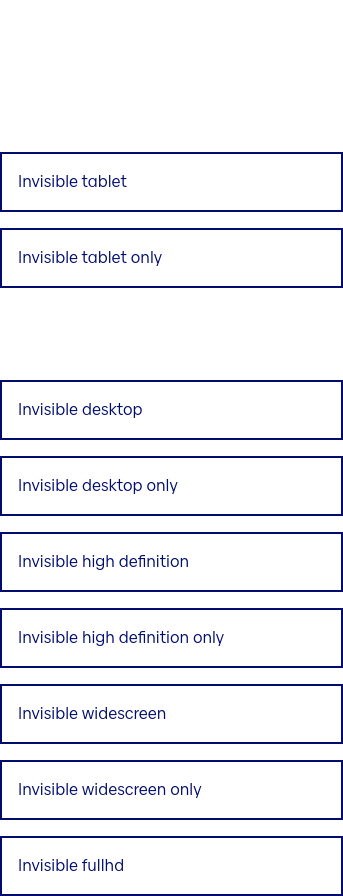 Invisible tablet
Invisible tablet only
Invisible desktop
Invisible desktop only
Invisible high definition
Invisible high definition only
Invisible widescreen
Invisible widescreen only
Invisible fullhd